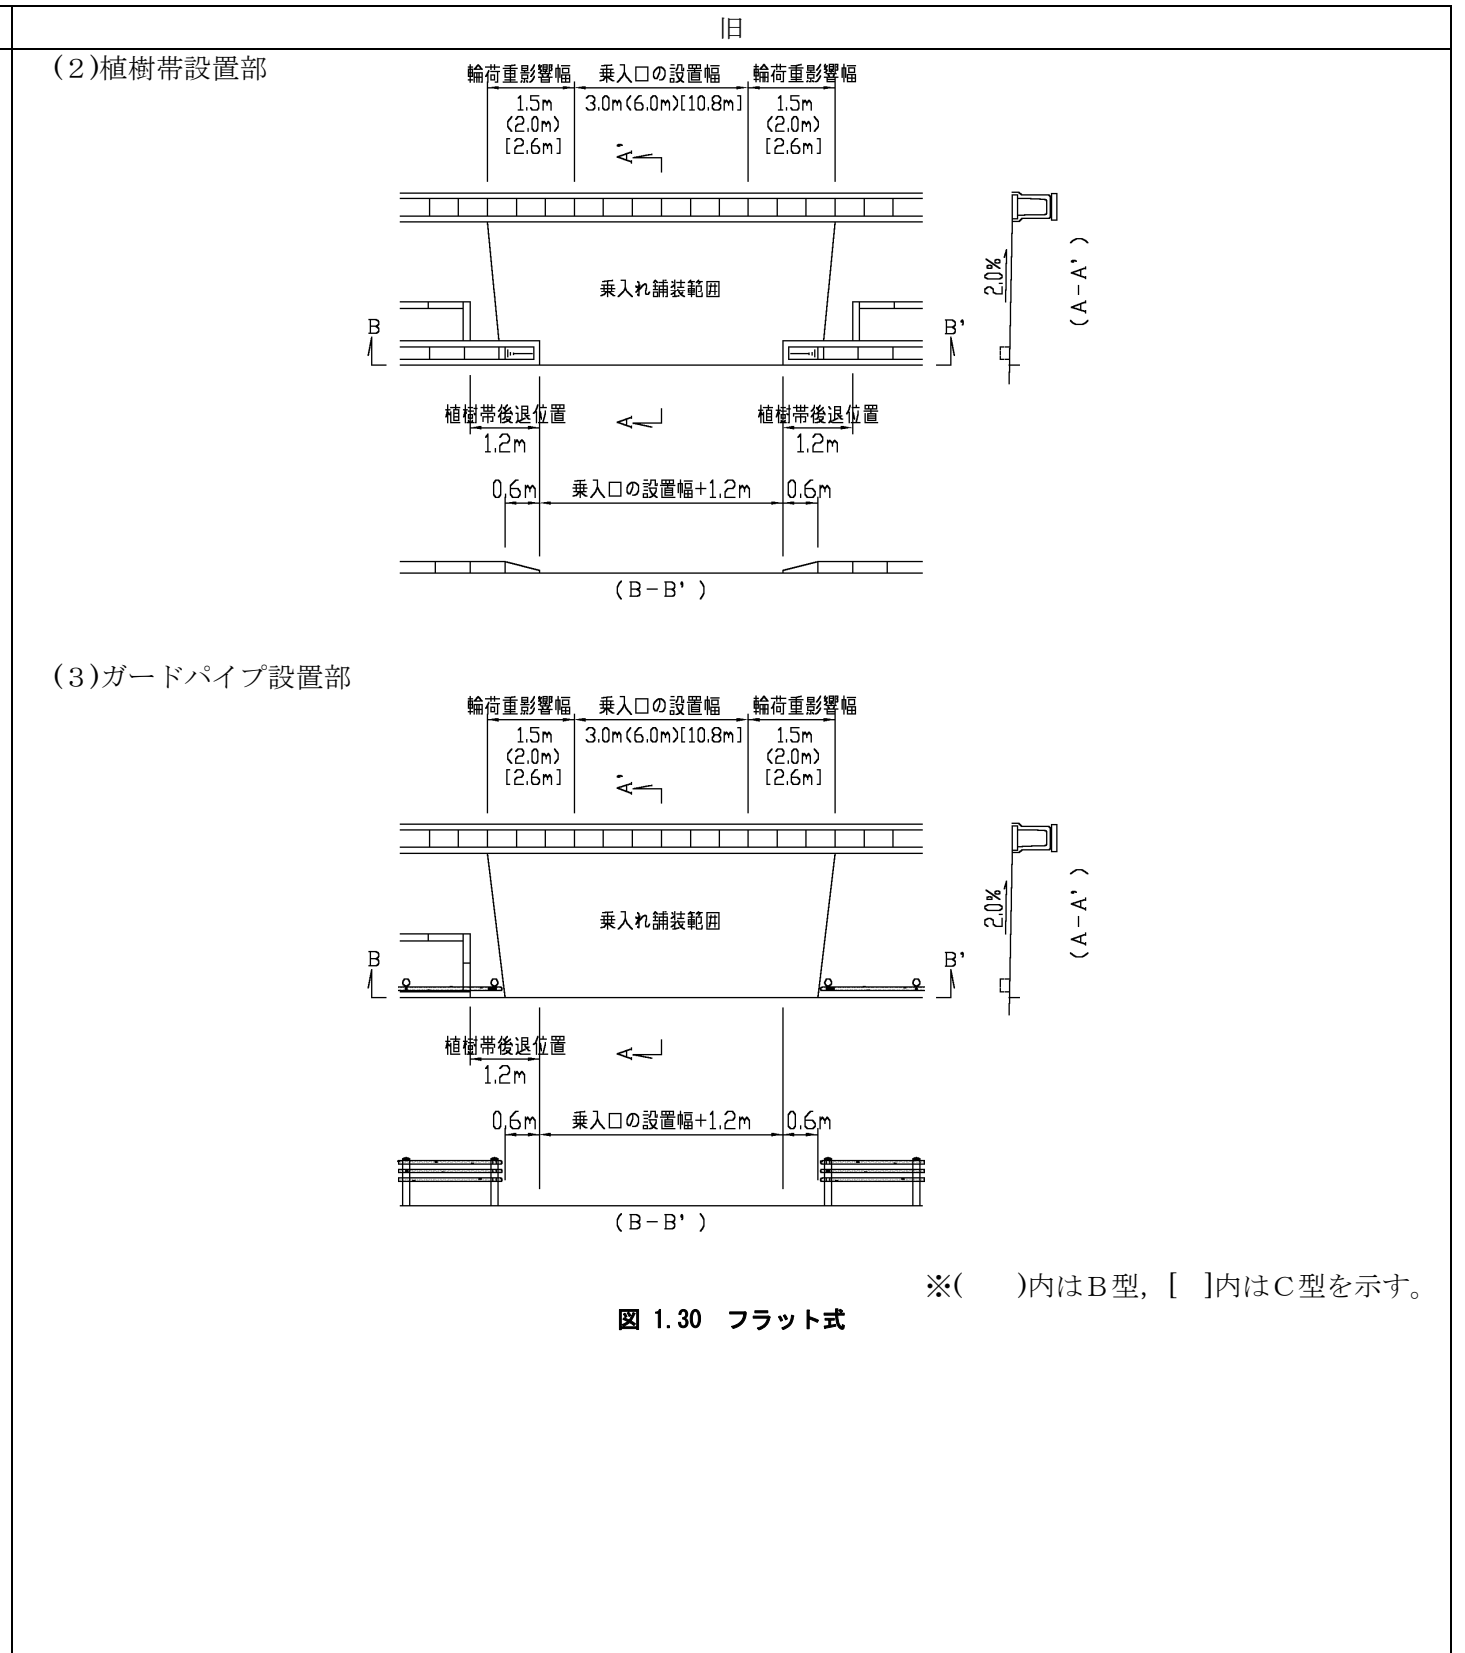 旧
(２)植樹帯設置部
輪荷重影響幅 乗入口の設置幅 輪荷重影響幅
1.5m 3.0m(6.0m)[10.8m] 1.5m
(2.0m) (2.0m)
[2.6m] A' [2.6m]
乗入れ舗装範囲
2.0%
(A-A')
B B'
植樹帯後退位置 A 植樹帯後退位置
1.2m 1.2m
0.6m 乗入口の設置幅+1.2m 0.6m
(B-B')
(３)ガードパイプ設置部
輪荷重影響幅 乗入口の設置幅 輪荷重影響幅
1.5m 3.0m(6.0m)[10.8m] 1.5m
(2.0m) (2.0m)
[2.6m] A' [2.6m]
乗入れ舗装範囲
2.0%
(A-A')
B B'
植樹帯後退位置 A
1.2m
0.6m 乗入口の設置幅+1.2m 0.6m
(B-B')
※(　　)内はＢ型，[　]内はＣ型を示す。
図 1.30　フラット式